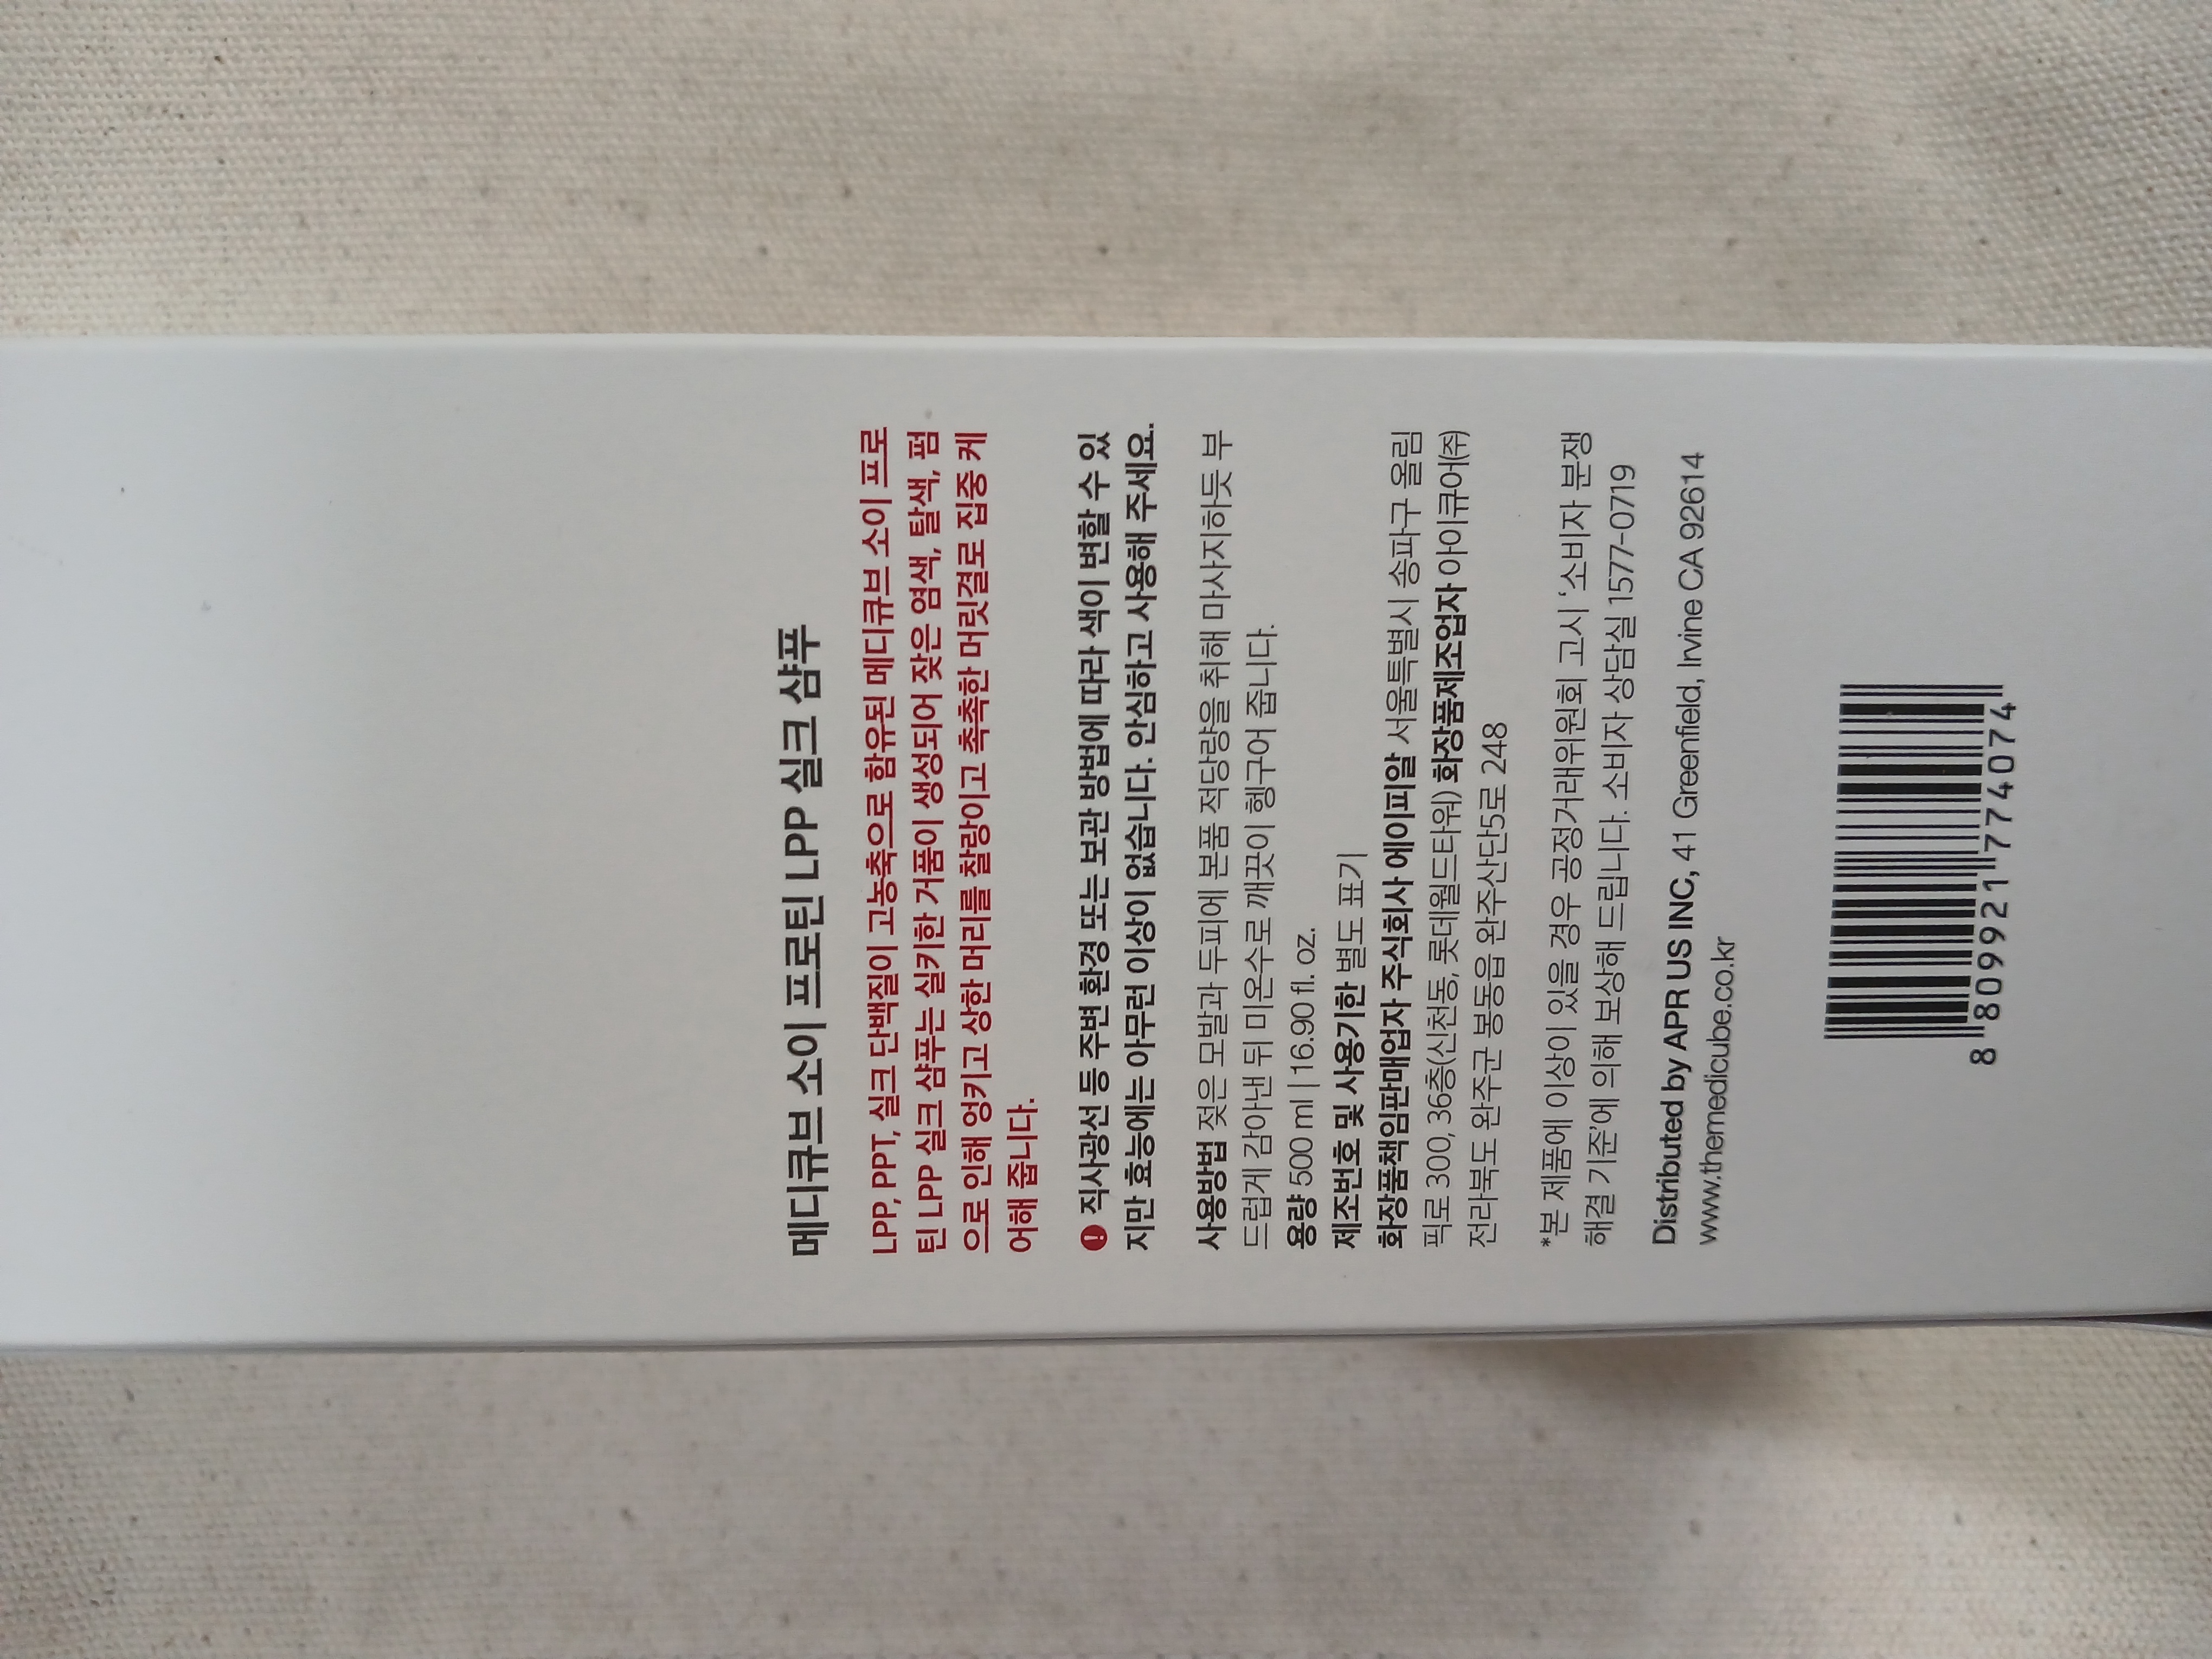 메디큐브 소이 프로틴 LPP 실크 샴푸
LPP, PPT, 실크 단백질이 고농축으로 함유된 메디큐브 소이 프로
틴 LPP 실크 샴푸는 실키한 거품이 생성되어 잦은 염색, 탈색, 펌
으로 인해 엉키고 상한 머리를 찰랑이고 촉촉한 머릿결로 집중 케
어해 줍니다.
! 직사광선 등 주변 환경 또는 보관 방법에 따라 색이 변할 수 있
지만 효능에는 아무런 이상이 없습니다. 안심하고 사용해 주세요.
사용방법 젖은 모발과 두피에 본품 적당량을 취해 마사지하듯 부
드럽게 감아낸 뒤 미온수로 깨끗이 헹구어 줍니다.
용량 500 ml | 16.90 fl. oz.
제조번호 및 사용기한 별도 표기
화장품책임판매업자 주식회사 에이피알 서울특별시 송파구 올림
픽로 300, 36층(신천동, 롯데월드타워) 화장품제조업자 아이큐어(주)
전라북도 완주군 봉동읍 완주산단5로 248
*본 제품에 이상이 있을 경우 공정거래위원회 고시 ‘소비자 분쟁
해결 기준’에 의해 보상해 드립니다. 소비자 상담실 1577-0719
Distributed by APR US INC, 41 Greenfield, Irvine CA 92614
www.themedicube.co.kr
8 809921 774074